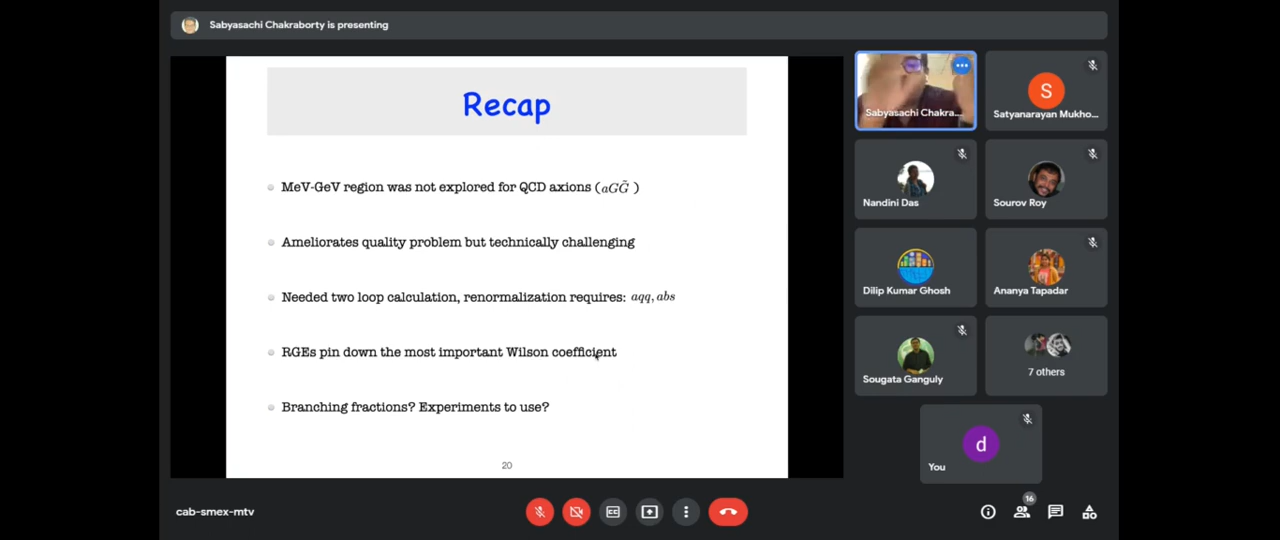 Sabyasachi Chakraborty is presenting
Recap
MeV-GeV region was not explored for QCD axions (aGG̃ )
Ameliorates quality problem but technically challenging
Needed two loop calculation, renormalization requires: aqq, abs
RGEs pin down the most important Wilson coefficient
Branching fractions? Experiments to use?
20
Sabyasachi Chakra...
S
Satyanarayan Mukho...
Nandini Das
Sourov Roy
Dilip Kumar Ghosh
Ananya Tapadar
Sougata Ganguly
7 others
d
You
cab-smex-mtv
16